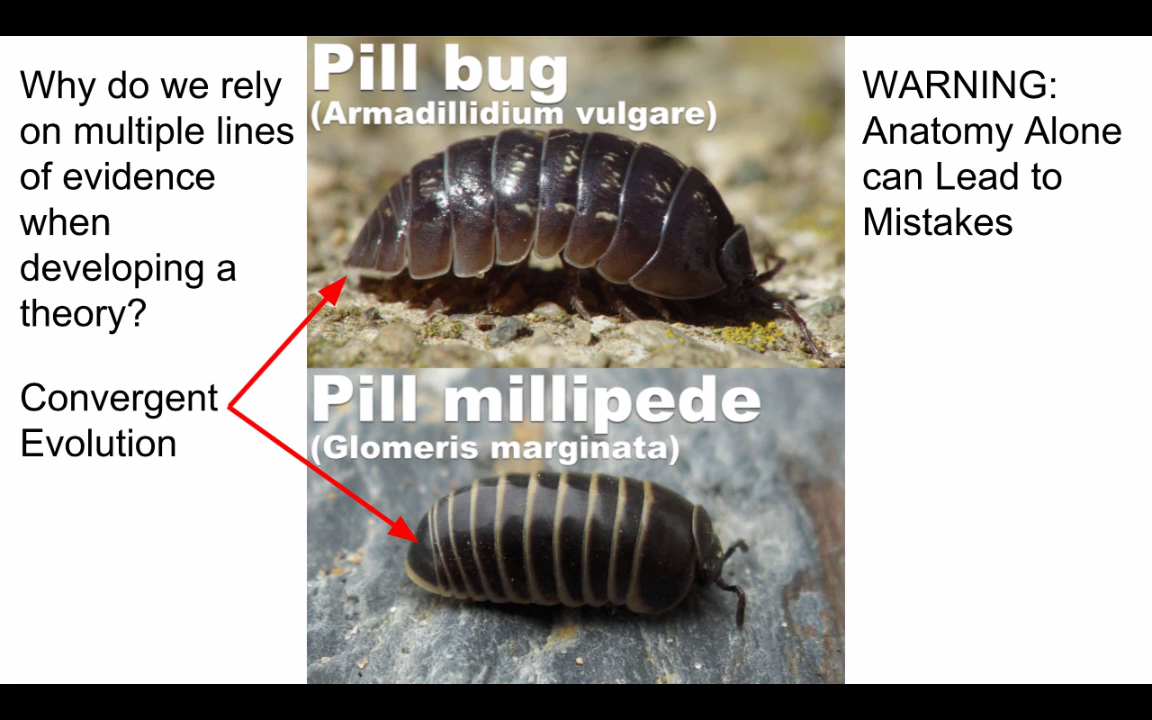 Why do we rely
on multiple lines
of evidence
when
developing a
theory?
Convergent
Evolution
Pill bug
(Armadillidium vulgare)
Pill millipede
(Glomeris marginata)
WARNING:
Anatomy Alone
can Lead to
Mistakes